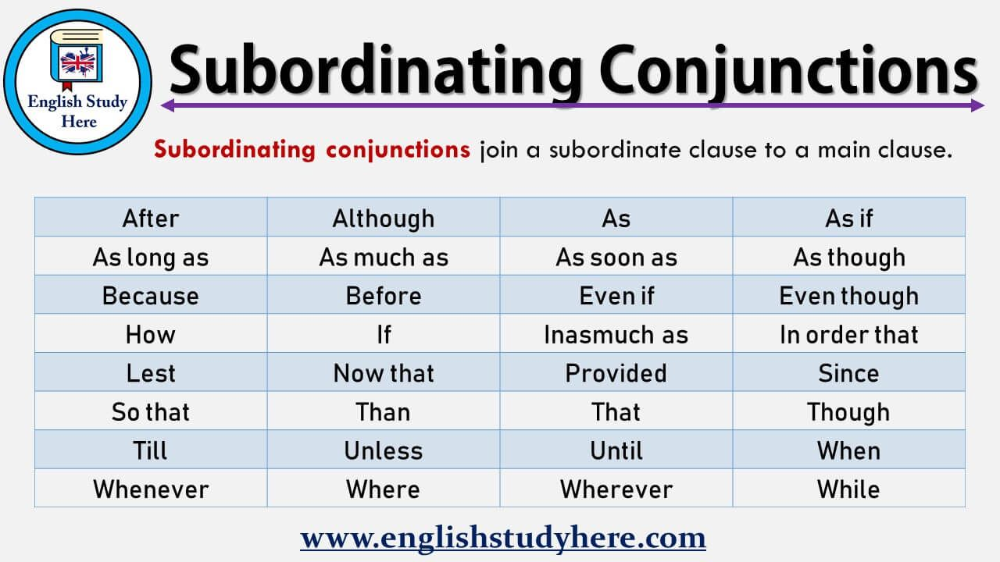 English Study
Here
Subordinating Conjunctions
Subordinating conjunctions join a subordinate clause to a main clause.
After Although As As if
As long as As much as As soon as As though
Because Before Even if Even though
How If Inasmuch as In order that
Lest Now that Provided Since
So that Than That Though
Till Unless Until When
Whenever Where Wherever While
www.englishstudyhere.com